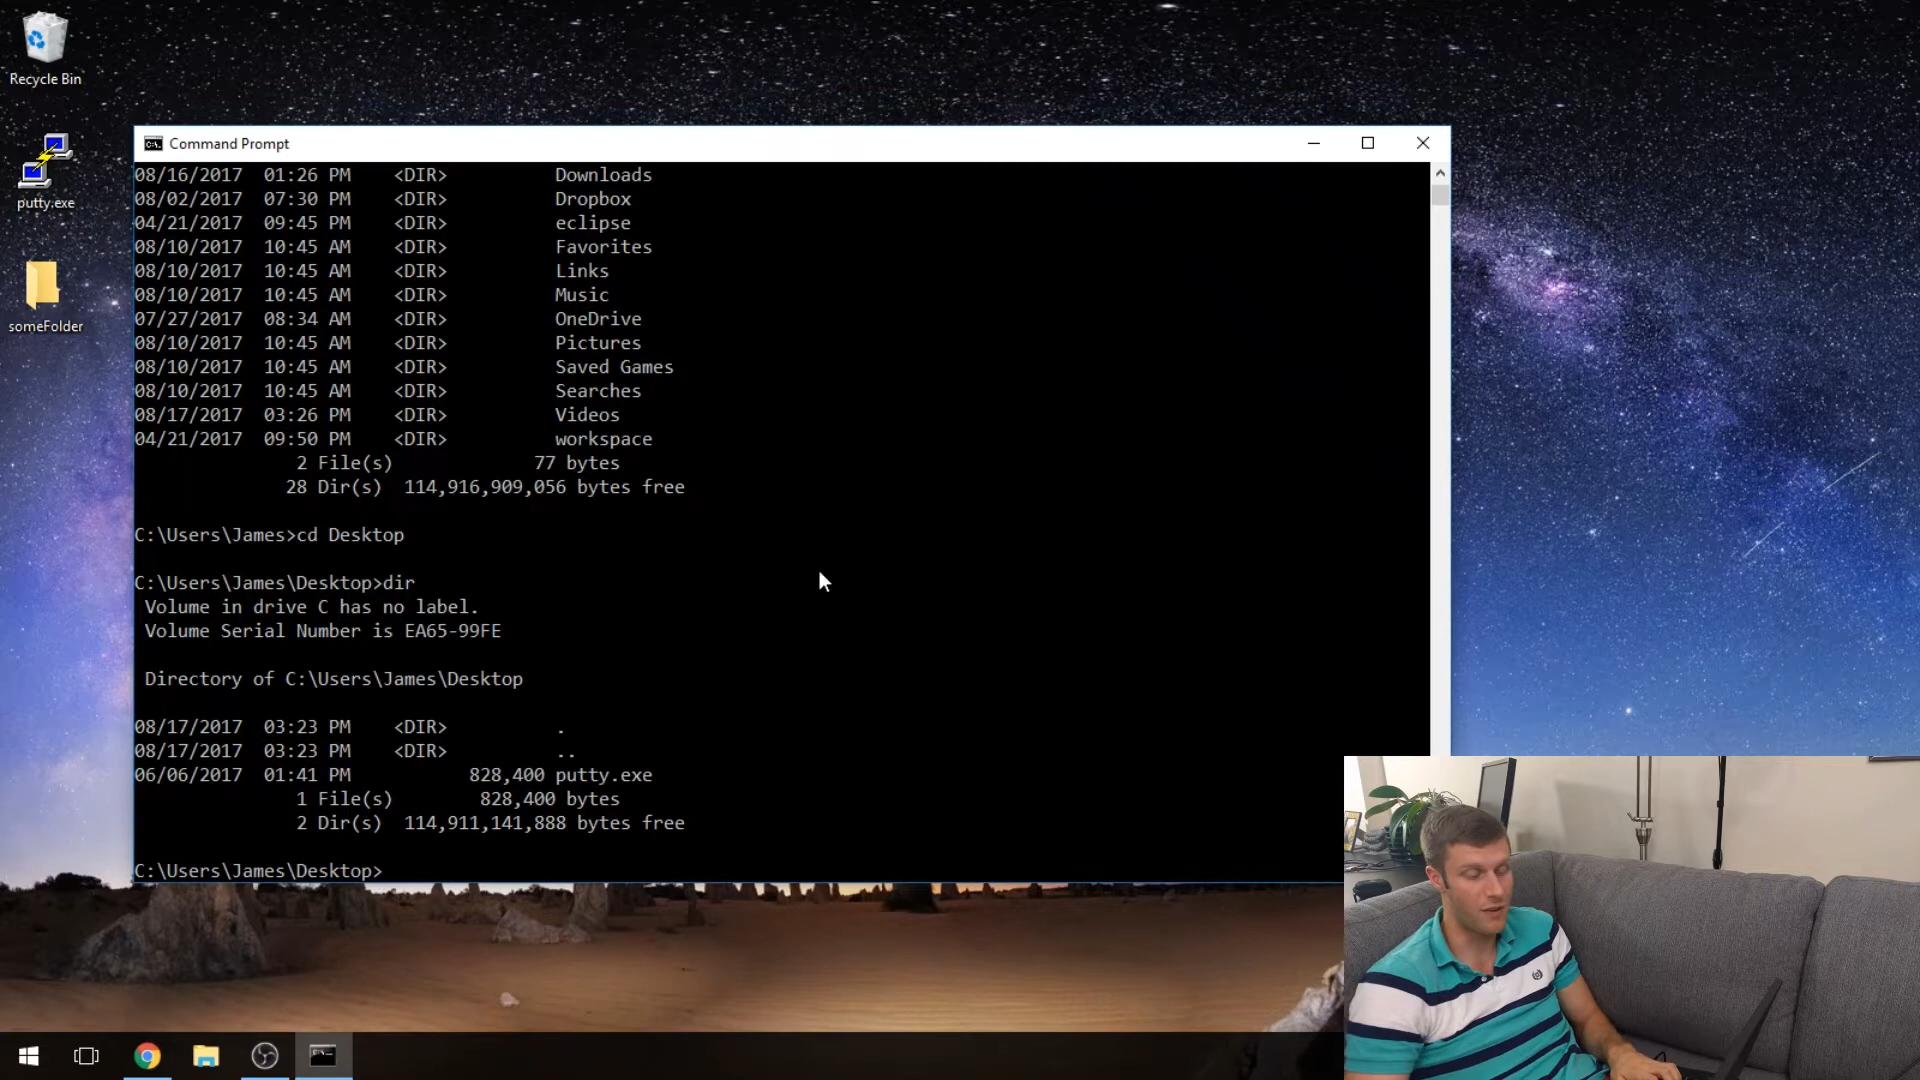 Recycle Bin
putty.exe
someFolder
Command Prompt
08/16/2017  01:26 PM    <DIR>          Downloads
08/02/2017  07:30 PM    <DIR>          Dropbox
04/21/2017  09:45 PM    <DIR>          eclipse
08/10/2017  10:45 AM    <DIR>          Favorites
08/10/2017  10:45 AM    <DIR>          Links
08/10/2017  10:45 AM    <DIR>          Music
07/27/2017  08:34 AM    <DIR>          OneDrive
08/10/2017  10:45 AM    <DIR>          Pictures
08/10/2017  10:45 AM    <DIR>          Saved Games
08/10/2017  10:45 AM    <DIR>          Searches
08/17/2017  03:26 PM    <DIR>          Videos
04/21/2017  09:50 PM    <DIR>          workspace
2 File(s)             77 bytes
28 Dir(s)  114,916,909,056 bytes free
C:\Users\James>cd Desktop
C:\Users\James\Desktop>dir
Volume in drive C has no label.
Volume Serial Number is EA65-99FE
Directory of C:\Users\James\Desktop
08/17/2017  03:23 PM    <DIR>          .
08/17/2017  03:23 PM    <DIR>          ..
06/06/2017  01:41 PM           828,400 putty.exe
1 File(s)        828,400 bytes
2 Dir(s)  114,911,141,888 bytes free
C:\Users\James\Desktop>